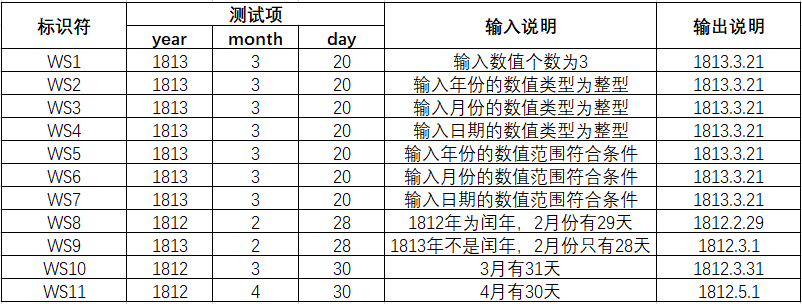 标识符 测试项 输入说明 输出说明
year month day
WS1 1813 3 20 输入数值个数为3 1813.3.21
WS2 1813 3 20 输入年份的数值类型为整型 1813.3.21
WS3 1813 3 20 输入月份的数值类型为整型 1813.3.21
WS4 1813 3 20 输入日期的数值类型为整型 1813.3.21
WS5 1813 3 20 输入年份的数值范围符合条件 1813.3.21
WS6 1813 3 20 输入月份的数值范围符合条件 1813.3.21
WS7 1813 3 20 输入日期的数值范围符合条件 1813.3.21
WS8 1812 2 28 1812年为闰年，2月份有29天 1812.2.29
WS9 1813 2 28 1813年不是闰年，2月份只有28天 1812.3.1
WS10 1812 3 30 3月有31天 1812.3.31
WS11 1812 4 30 4月有30天 1812.5.1